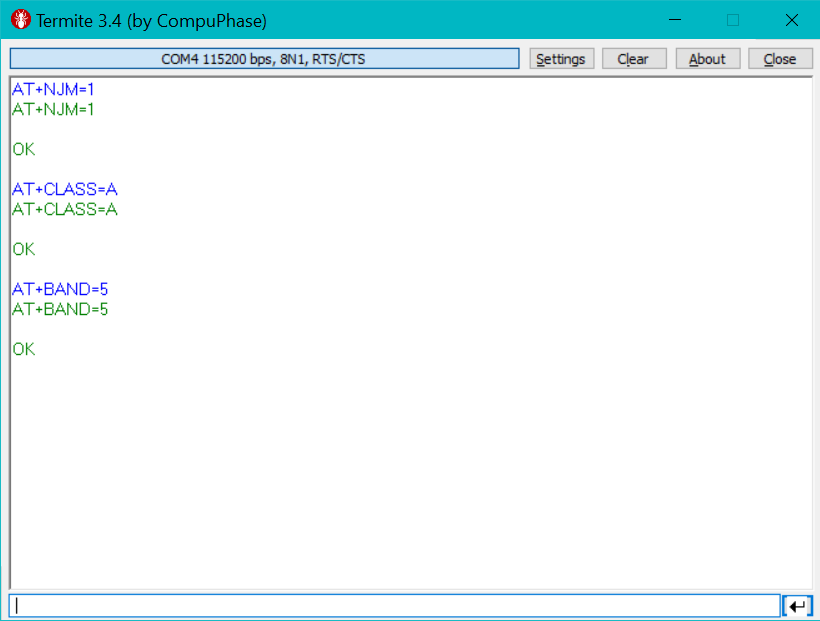 Termite 3.4 (by CompuPhase)
COM4 115200 bps, 8N1, RTS/CTS
Settings
Clear
About
Close
AT+NJM=1
AT+NJM=1
OK
AT+CLASS=A
AT+CLASS=A
OK
AT+BAND=5
AT+BAND=5
OK